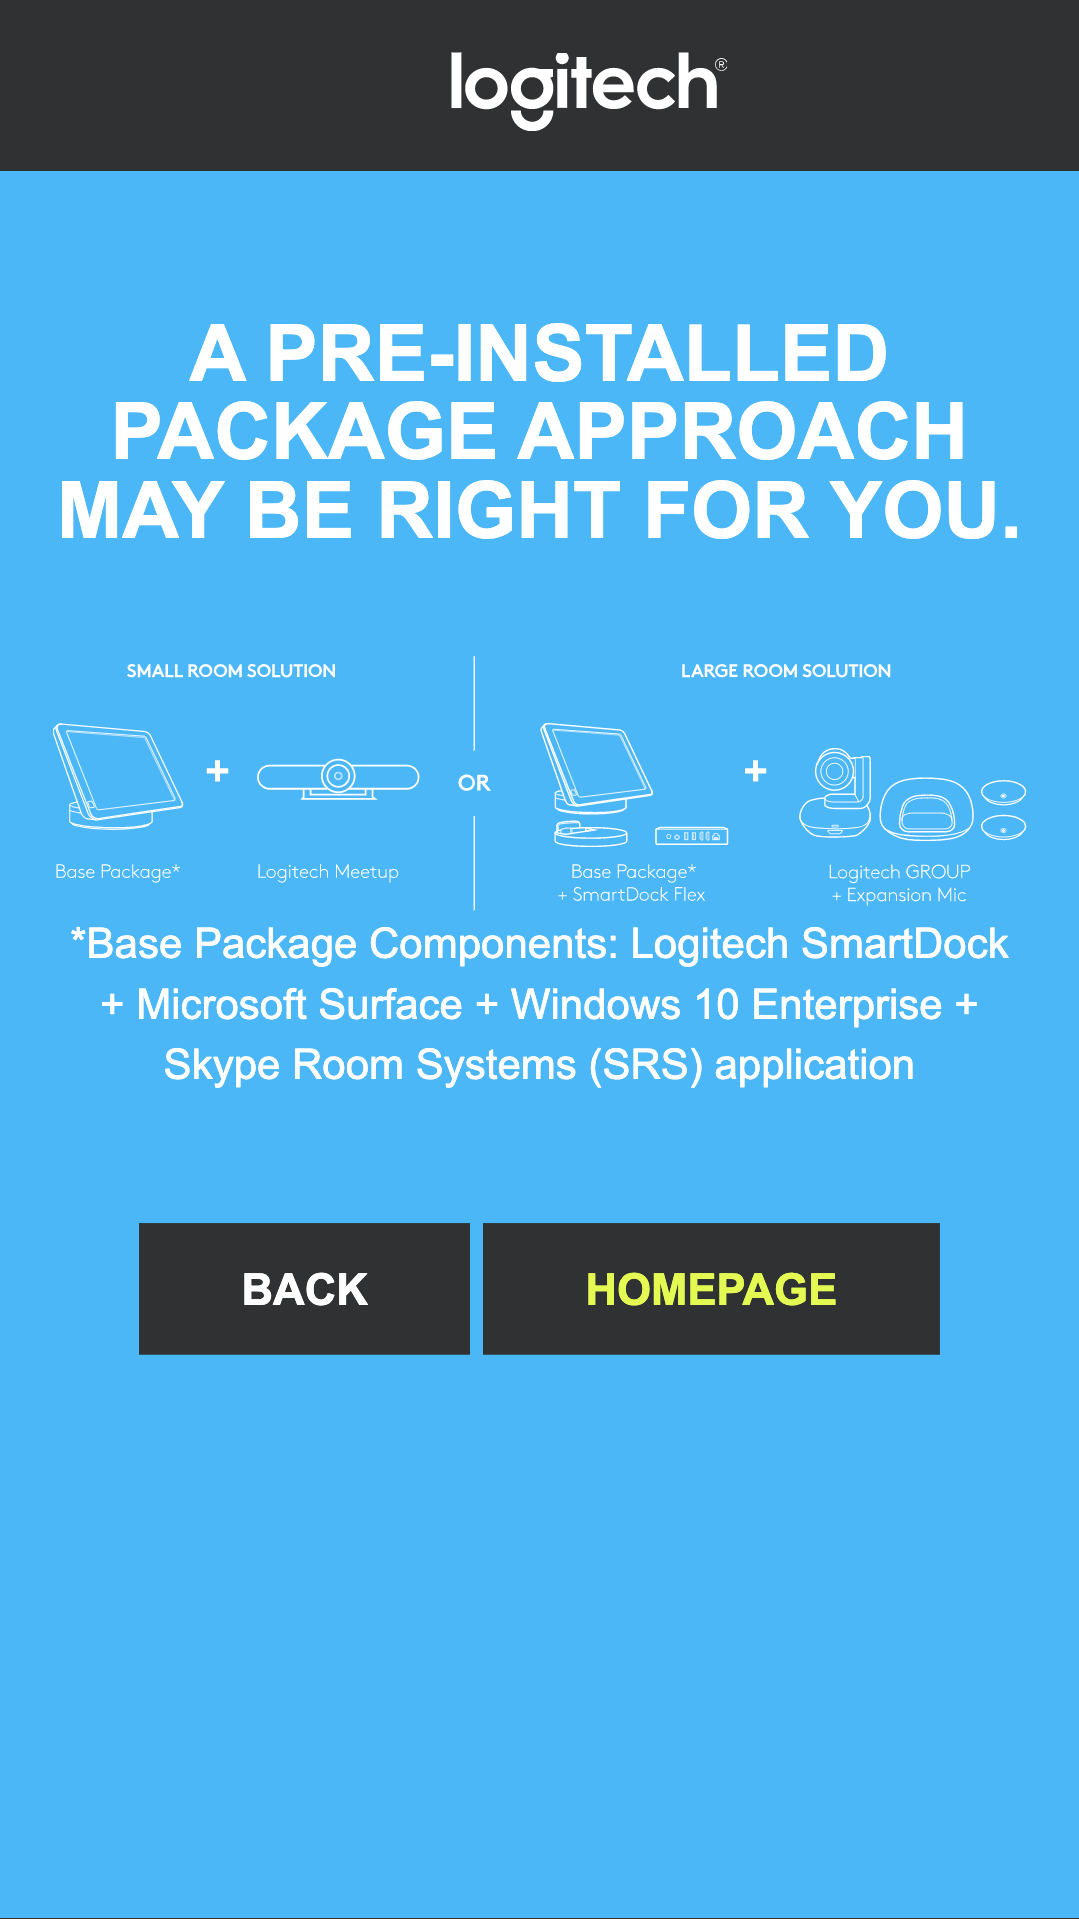 logitech®
A PRE-INSTALLED
PACKAGE APPROACH
MAY BE RIGHT FOR YOU.
SMALL ROOM SOLUTION
+
Base Package*
Logitech Meetup
OR
LARGE ROOM SOLUTION
+
Base Package*
+ SmartDock Flex
Logitech GROUP
+ Expansion Mic
*Base Package Components: Logitech SmartDock
+ Microsoft Surface + Windows 10 Enterprise +
Skype Room Systems (SRS) application
BACK
HOMEPAGE